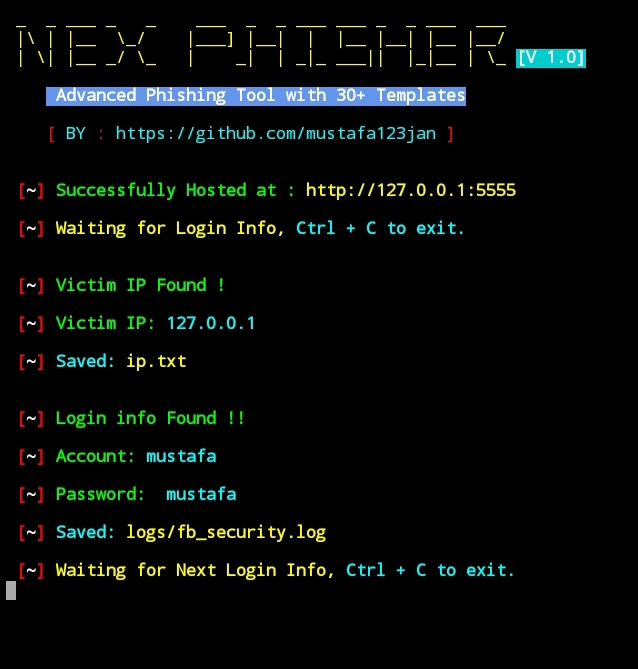 NEX PHISHER [V 1.0]
Advanced Phishing Tool with 30+ Templates
[ BY : https://github.com/mustafa123jan ]
[~] Successfully Hosted at : http://127.0.0.1:5555
[~] Waiting for Login Info, Ctrl + C to exit.
[~] Victim IP Found !
[~] Victim IP: 127.0.0.1
[~] Saved: ip.txt
[~] Login info Found !!
[~] Account: mustafa
[~] Password:  mustafa
[~] Saved: logs/fb_security.log
[~] Waiting for Next Login Info, Ctrl + C to exit.